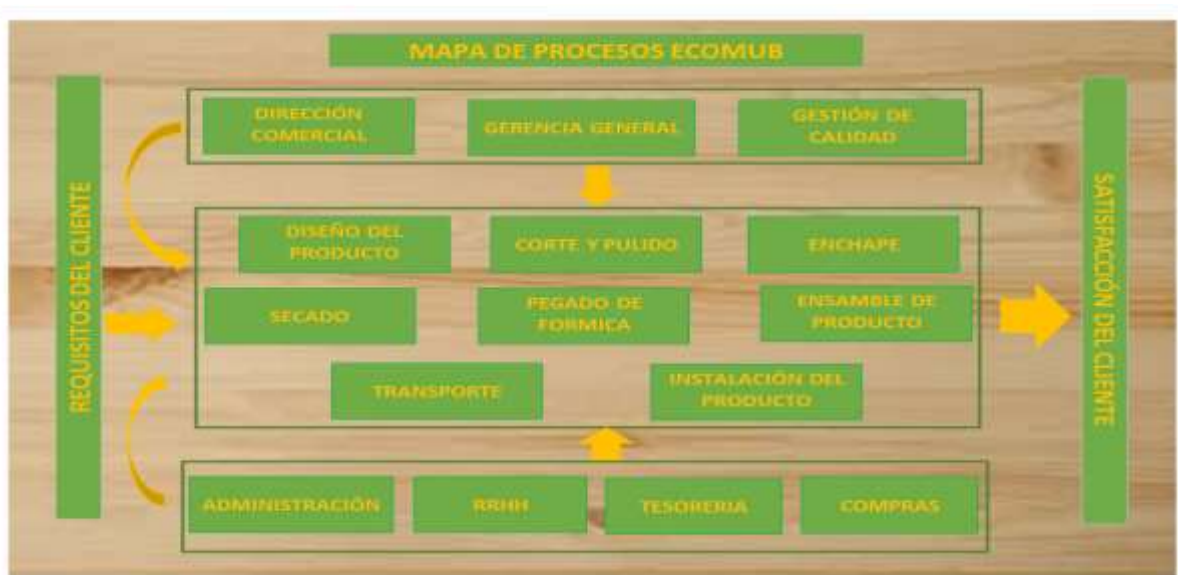 MAPA DE PROCESOS ECOMUB
REQUISITOS DEL CLIENTE
DIRECCIÓN
COMERCIAL
GERENCIA GENERAL
GESTIÓN DE
CALIDAD
DISEÑO DEL
PRODUCTO
CORTE Y PULIDO
ENCHAPE
SECADO
PEGADO DE
FORMICA
ENSAMBLE DE
PRODUCTO
TRANSPORTE
INSTALACIÓN DEL
PRODUCTO
ADMINISTRACIÓN
RRHH
TESORERIA
COMPRAS
SATISFACCIÓN DEL CLIENTE